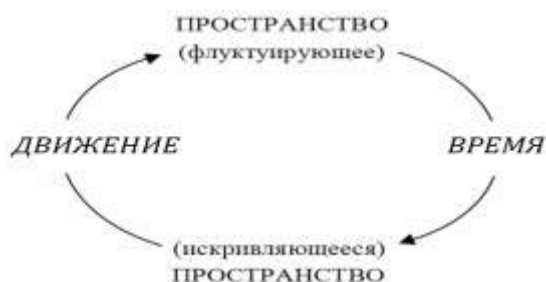 ПРОСТРАНСТВО
(флуктуирующее)
ДВИЖЕНИЕ
ВРЕМЯ
(искривляющееся)
ПРОСТРАНСТВО